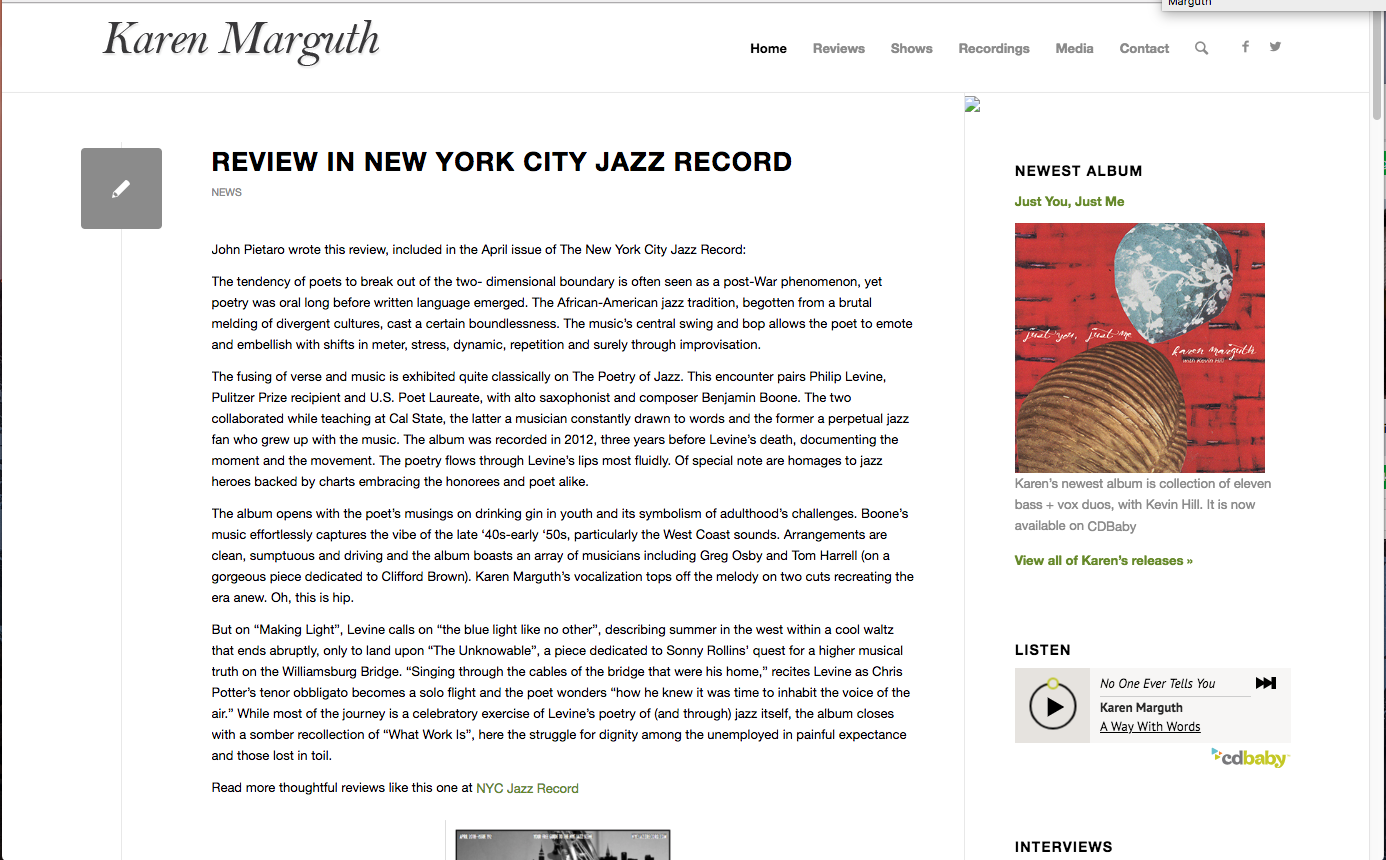 Marguth
Karen Marguth
Home Reviews Shows Recordings Media Contact
REVIEW IN NEW YORK CITY JAZZ RECORD
NEWS
John Pietaro wrote this review, included in the April issue of The New York City Jazz Record:
The tendency of poets to break out of the two- dimensional boundary is often seen as a post-War phenomenon, yet
poetry was oral long before written language emerged. The African-American jazz tradition, begotten from a brutal
melding of divergent cultures, cast a certain boundlessness. The music’s central swing and bop allows the poet to emote
and embellish with shifts in meter, stress, dynamic, repetition and surely through improvisation.
The fusing of verse and music is exhibited quite classically on The Poetry of Jazz. This encounter pairs Philip Levine,
Pulitzer Prize recipient and U.S. Poet Laureate, with alto saxophonist and composer Benjamin Boone. The two
collaborated while teaching at Cal State, the latter a musician constantly drawn to words and the former a perpetual jazz
fan who grew up with the music. The album was recorded in 2012, three years before Levine’s death, documenting the
moment and the movement. The poetry flows through Levine’s lips most fluidly. Of special note are homages to jazz
heroes backed by charts embracing the honorees and poet alike.
The album opens with the poet’s musings on drinking gin in youth and its symbolism of adulthood’s challenges. Boone’s
music effortlessly captures the vibe of the late ‘40s-early ‘50s, particularly the West Coast sounds. Arrangements are
clean, sumptuous and driving and the album boasts an array of musicians including Greg Osby and Tom Harrell (on a
gorgeous piece dedicated to Clifford Brown). Karen Marguth’s vocalization tops off the melody on two cuts recreating the
era anew. Oh, this is hip.
But on “Making Light”, Levine calls on “the blue light like no other”, describing summer in the west within a cool waltz
that ends abruptly, only to land upon “The Unknowable”, a piece dedicated to Sonny Rollins’ quest for a higher musical
truth on the Williamsburg Bridge. “Singing through the cables of the bridge that were his home,” recites Levine as Chris
Potter’s tenor obbligato becomes a solo flight and the poet wonders “how he knew it was time to inhabit the voice of the
air.” While most of the journey is a celebratory exercise of Levine’s poetry of (and through) jazz itself, the album closes
with a somber recollection of “What Work Is”, here the struggle for dignity among the unemployed in painful expectance
and those lost in toil.
Read more thoughtful reviews like this one at NYC Jazz Record
NEWEST ALBUM
Just You, Just Me
just you, just me
karen marguth
with Kevin Hill
Karen’s newest album is collection of eleven
bass + vox duos, with Kevin Hill. It is now
available on CDBaby
View all of Karen’s releases »
LISTEN
No One Ever Tells You
Karen Marguth
A Way With Words
cdbaby
INTERVIEWS